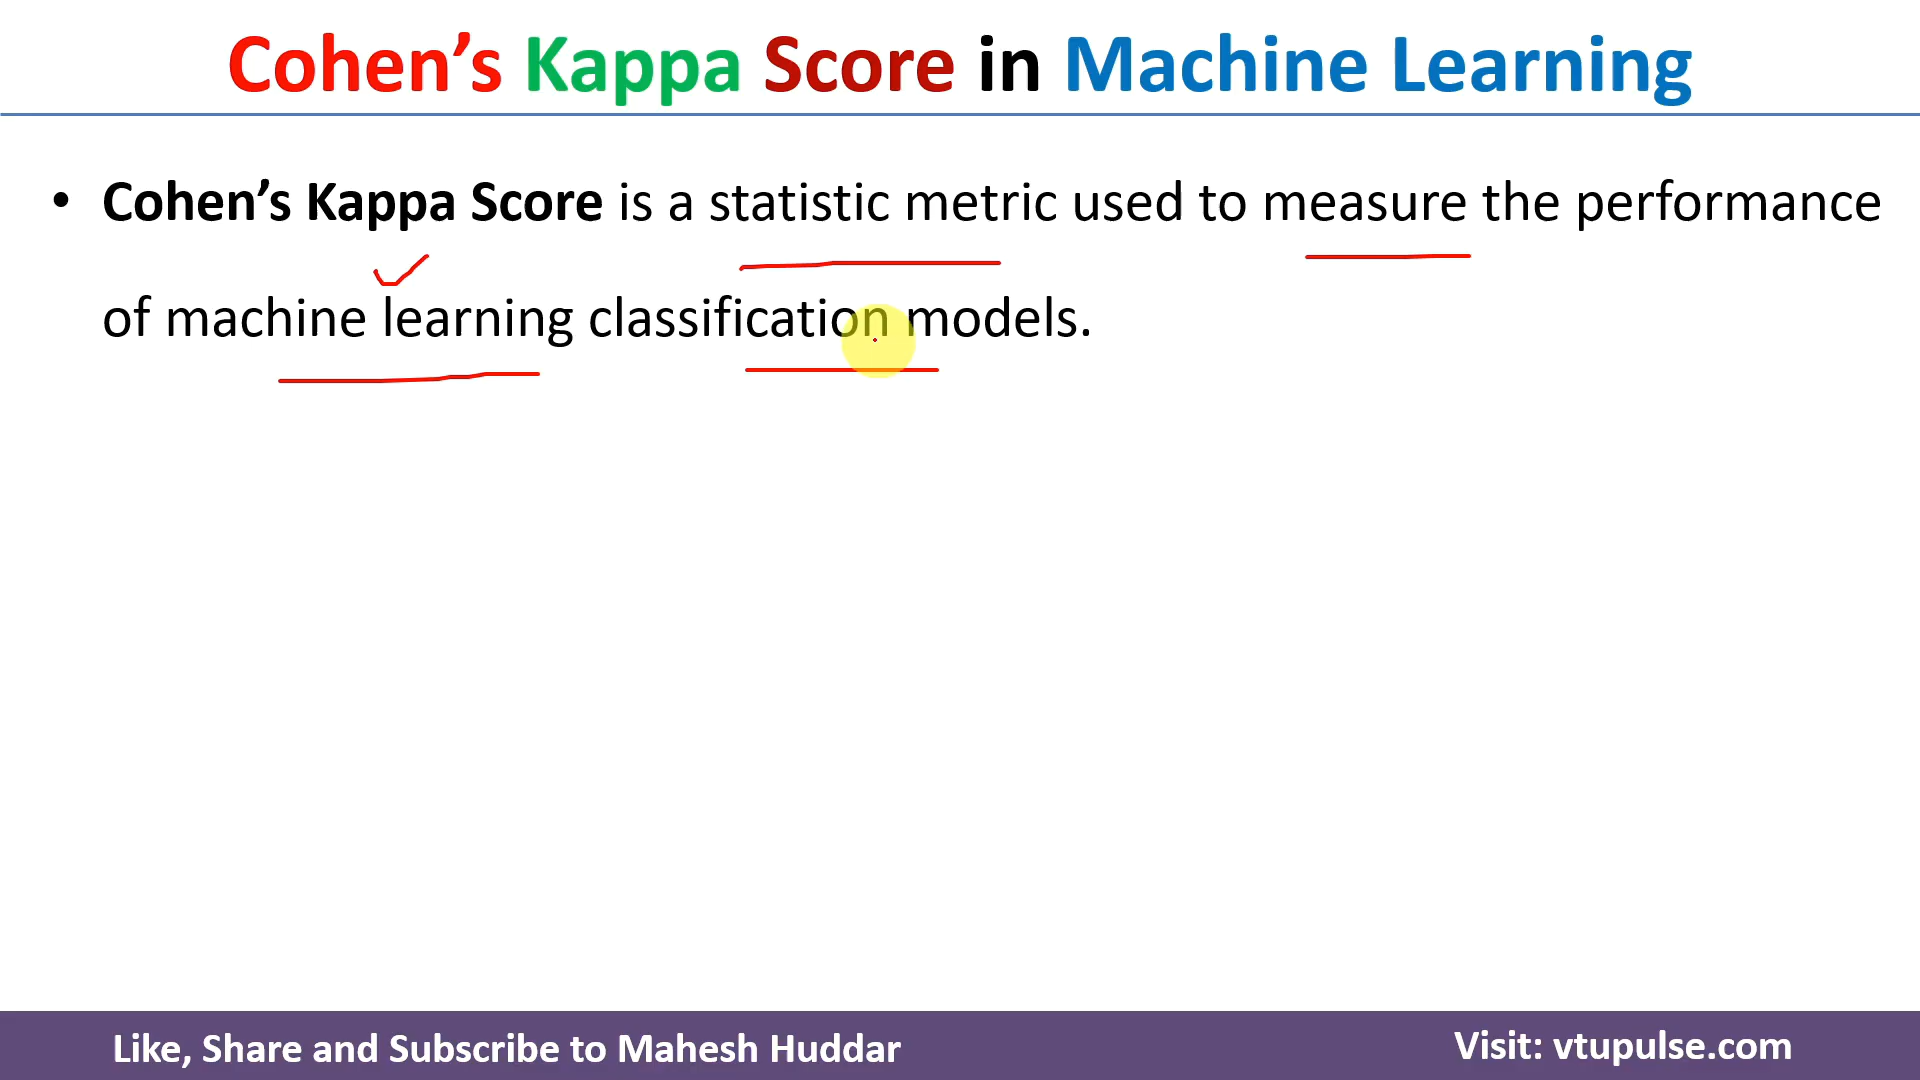 Cohen’s Kappa Score in Machine Learning
• Cohen’s Kappa Score is a statistic metric used to measure the performance
of machine learning classification models.
Like, Share and Subscribe to Mahesh Huddar
Visit: vtupulse.com